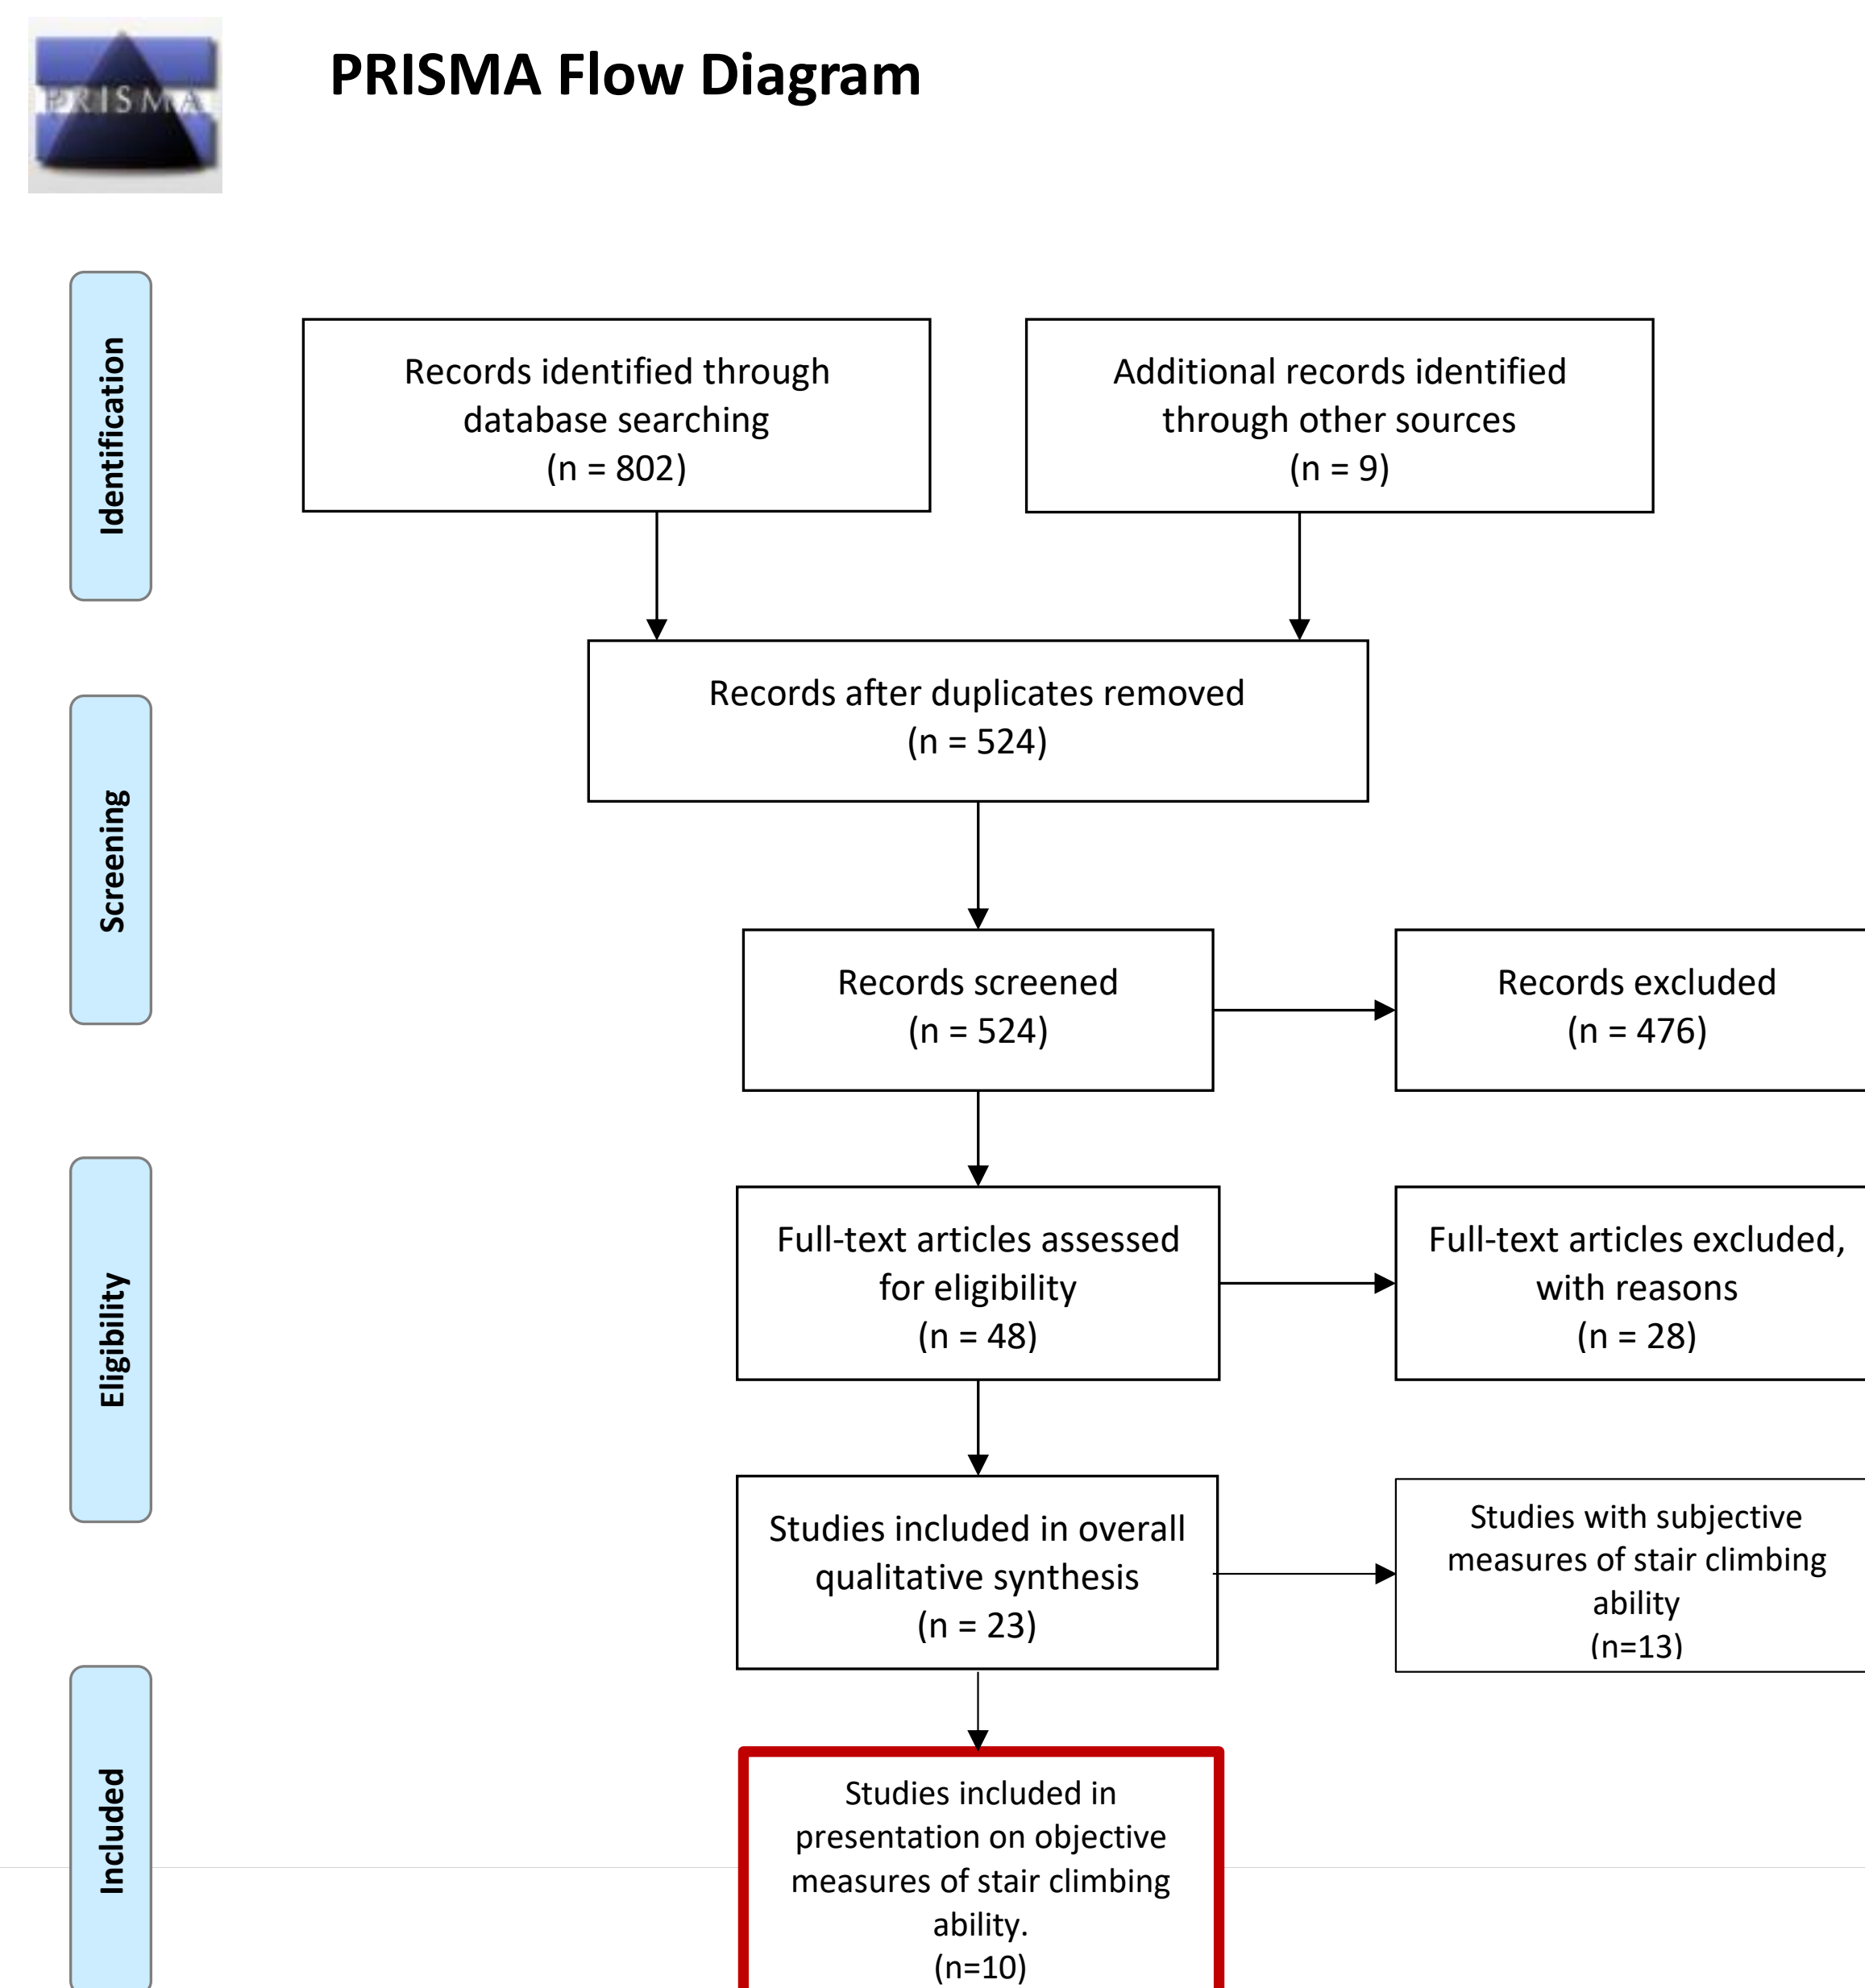 PRISMA
PRISMA Flow Diagram
Identification
Records identified through
database searching
(n = 802)
Additional records identified
through other sources
(n = 9)
Records after duplicates removed
(n = 524)
Screening
Records screened
(n = 524)
Records excluded
(n = 476)
Eligibility
Full-text articles assessed
for eligibility
(n = 48)
Full-text articles excluded,
with reasons
(n = 28)
Studies included in overall
qualitative synthesis
(n = 23)
Studies with subjective
measures of stair climbing
ability
(n=13)
Included
Studies included in
presentation on objective
measures of stair climbing
ability.
(n=10)